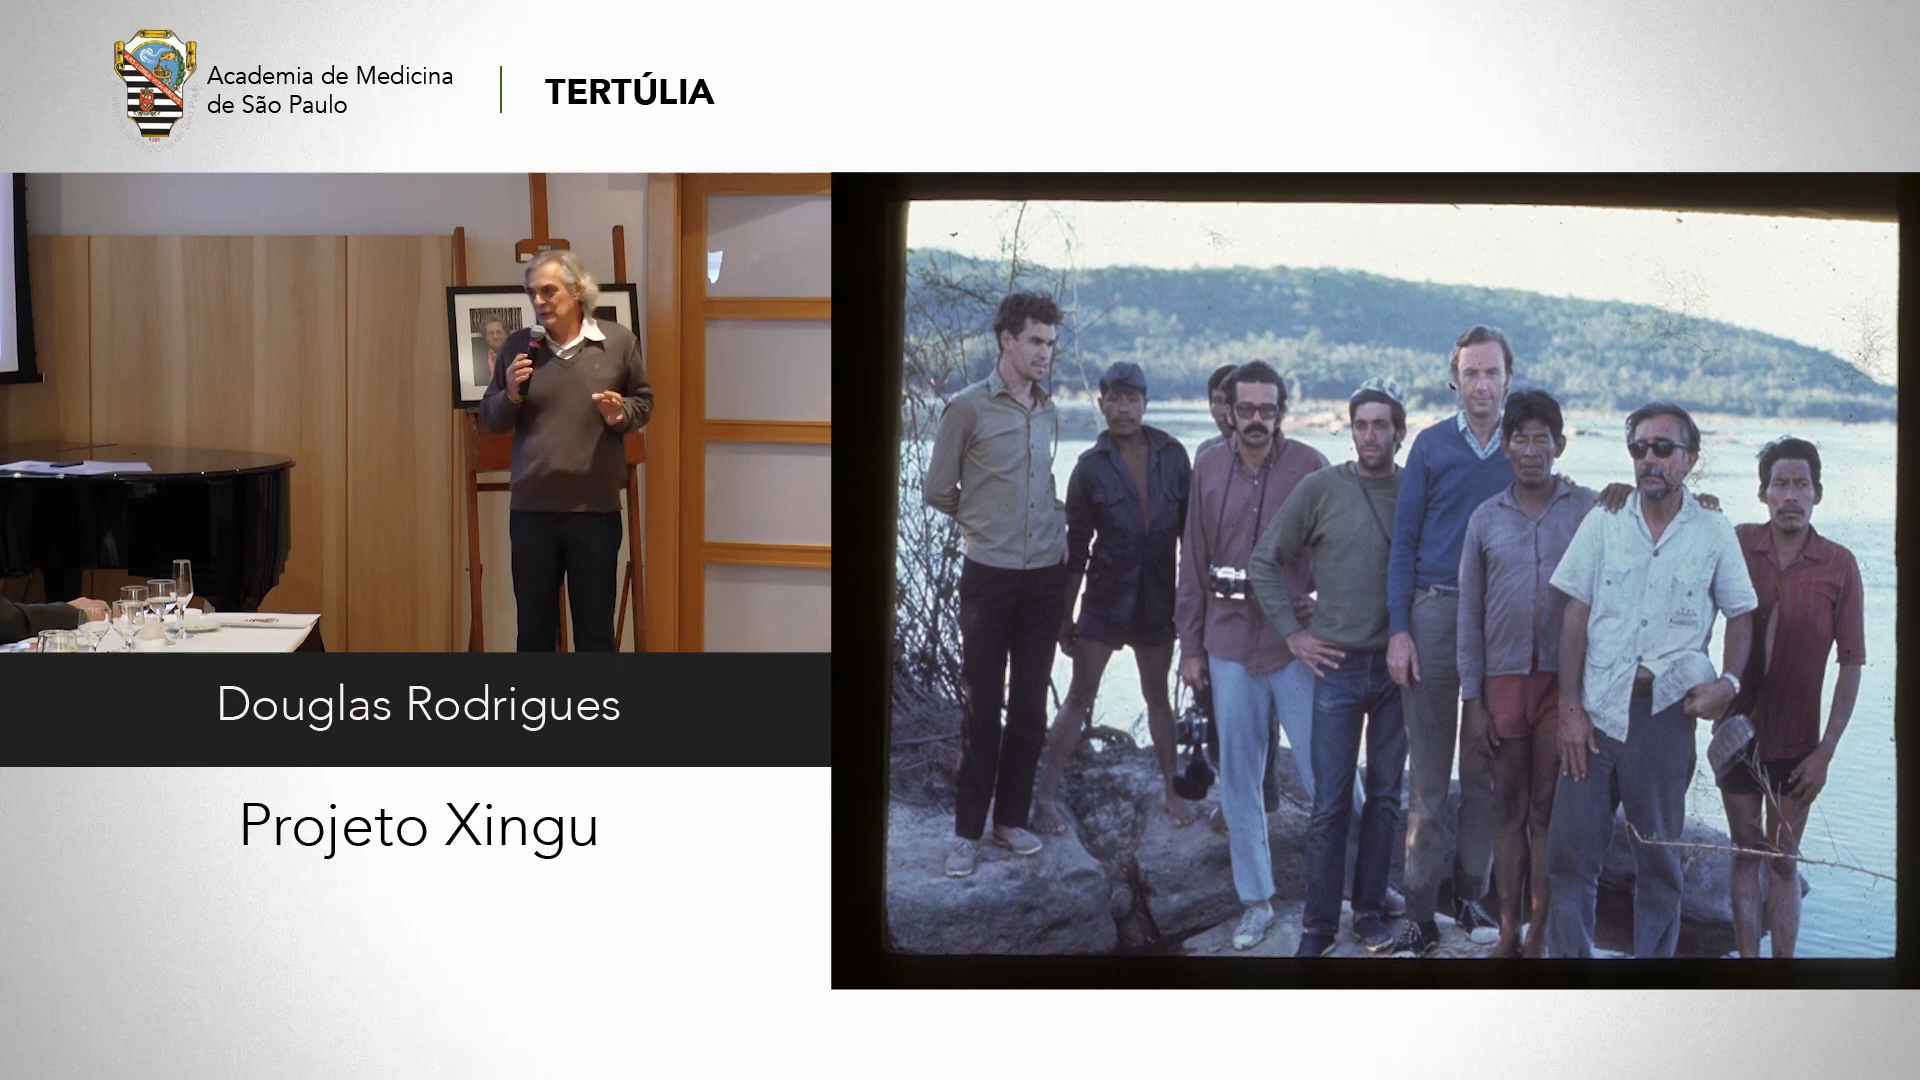 Academia de Medicina
de São Paulo
TERTÚLIA
Douglas Rodrigues
Projeto Xingu